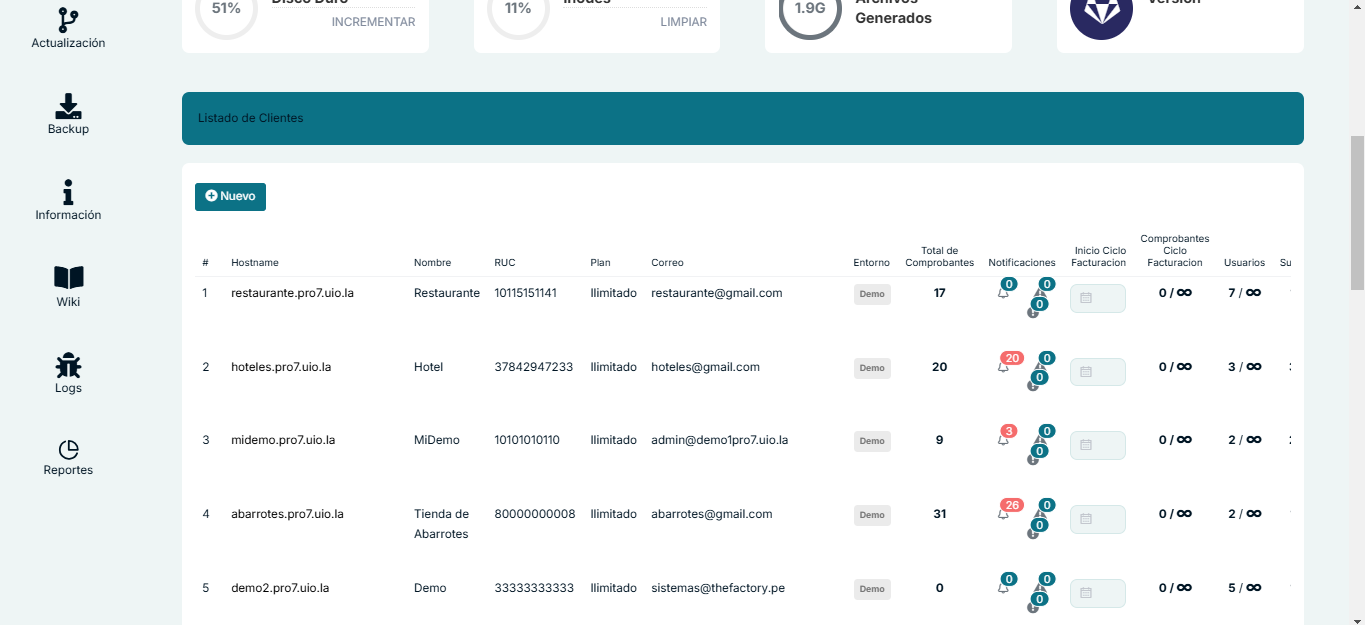 51%
INCREMENTAR
11%
LIMPIAR
1.9G
Generados
Actualización
Backup
Información
Wiki
Logs
Reportes
Listado de Clientes
Nuevo
# Hostname Nombre RUC Plan Correo Entorno Total de Comprobantes Notificaciones Inicio Ciclo Facturacion Comprobantes Ciclo Facturacion Usuarios Su
1 restaurante.pro7.uio.la Restaurante 10115151141 Ilimitado restaurante@gmail.com Demo 17 0 0 0 0 / ∞ 7 / ∞
2 hoteles.pro7.uio.la Hotel 37842947233 Ilimitado hoteles@gmail.com Demo 20 20 0 0 0 / ∞ 3 / ∞
3 midemo.pro7.uio.la MiDemo 10101010110 Ilimitado admin@demo1pro7.uio.la Demo 9 3 0 0 0 / ∞ 2 / ∞
4 abarrotes.pro7.uio.la Tienda de Abarrotes 80000000008 Ilimitado abarrotes@gmail.com Demo 31 26 0 0 0 / ∞ 2 / ∞
5 demo2.pro7.uio.la Demo 33333333333 Ilimitado sistemas@thefactory.pe Demo 0 0 0 0 0 / ∞ 5 / ∞